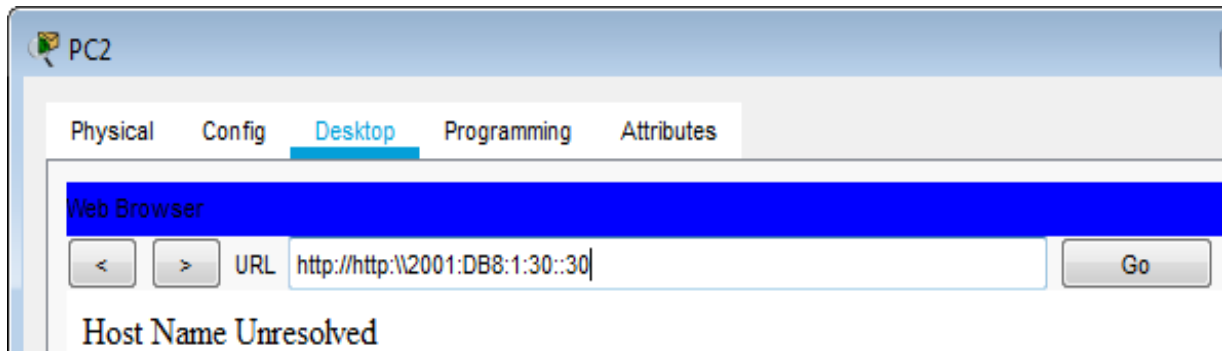 PC2
Physical Config Desktop Programming Attributes
Web Browser
< > URL http://http:\\2001:DB8:1:30::30 Go
Host Name Unresolved